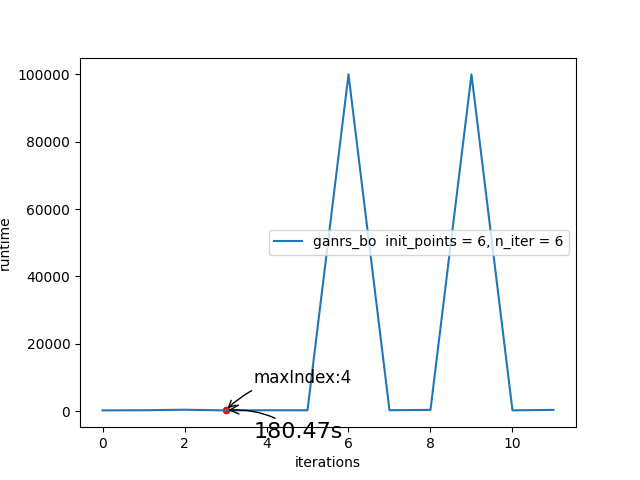 100000
80000
60000
40000
20000
0
runtime
ganrs_bo  init_points = 6, n_iter = 6
maxIndex:4
180.47s
0 2 4 6 8 10
iterations